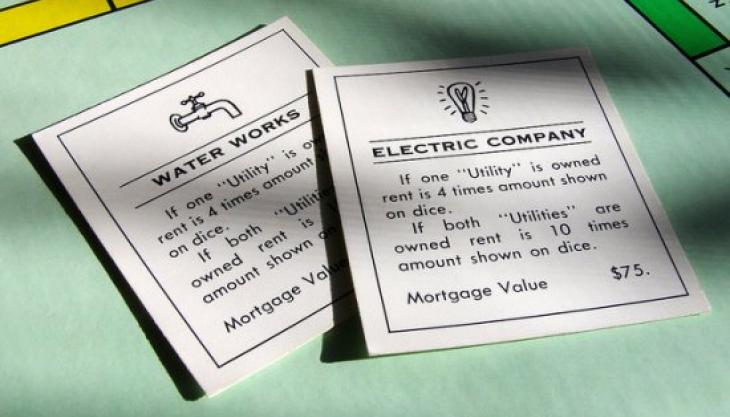 WATER WORKS
If one "Utility" is
rent is 4 times amount
on dice.
If both
owned rent is
amount shown on
Mortgage Value
ELECTRIC COMPANY
If one "Utility" is owned
rent is 4 times amount shown
on dice.
If both "Utilities" are
owned rent is 10 times
amount shown on dice.
Mortgage Value $75.